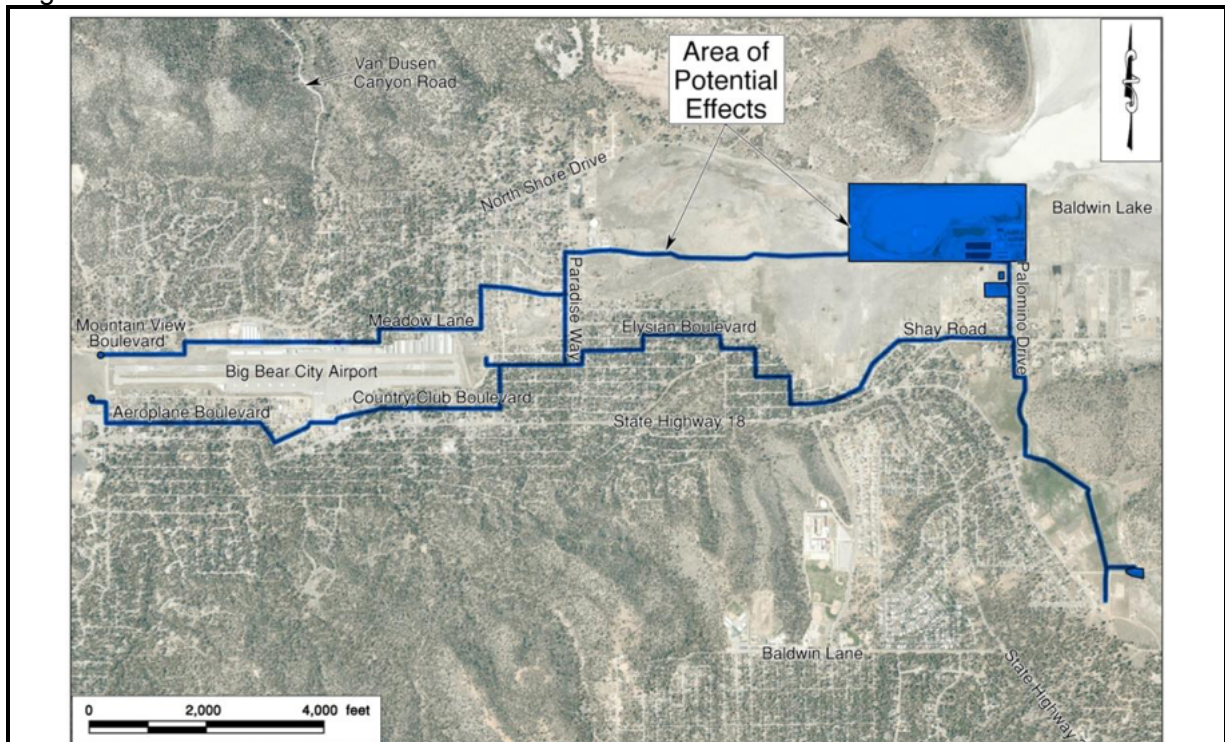 Van Dusen
Canyon Road
Area of
Potential
Effects
North Shore Drive
Baldwin Lake
Paradise Way
Palomino Drive
Mountain View
Boulevard
Meadow Lane
Elysian Boulevard
Shay Road
Big Bear City Airport
Aeroplane Boulevard
Country Club Boulevard
State Highway 18
Baldwin Lane
State Highway
0 2,000 4,000 feet